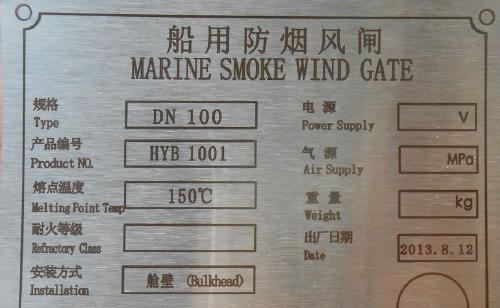 船用防烟风闸
MARINE SMOKE WIND GATE
规格
Type
DN 100
产品编号
Product NO.
HYB 1001
熔点温度
Melting Point Temp
150℃
耐火等级
Refractory Class
安装方式
Installation
舱壁 (Bulkhead)
电 源
Power Supply
V
气 源
Air Supply
MPa
重 量
Weight
kg
出厂日期
Date
2013.8.12